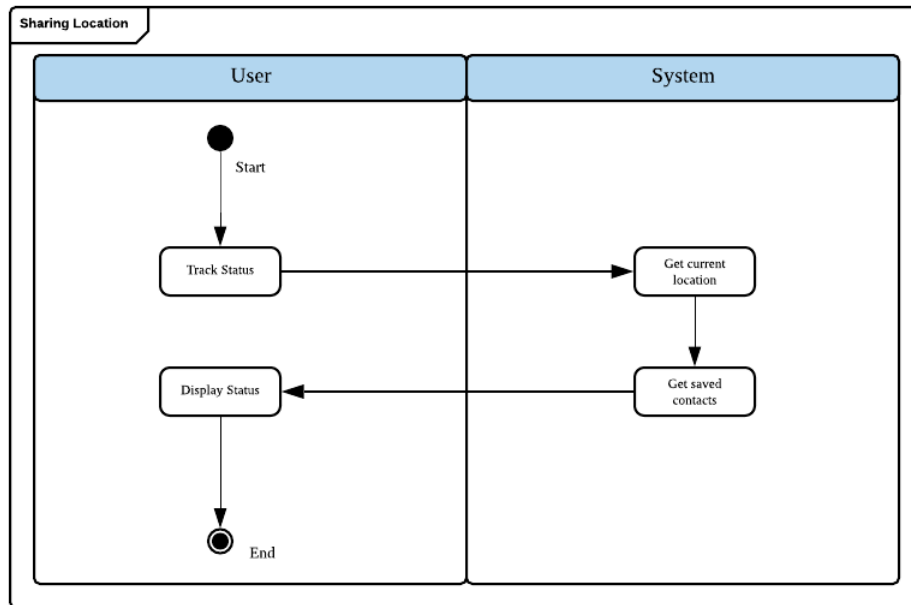 Sharing Location
User
System
Start
Track Status
Get current
location
Display Status
Get saved
contacts
End